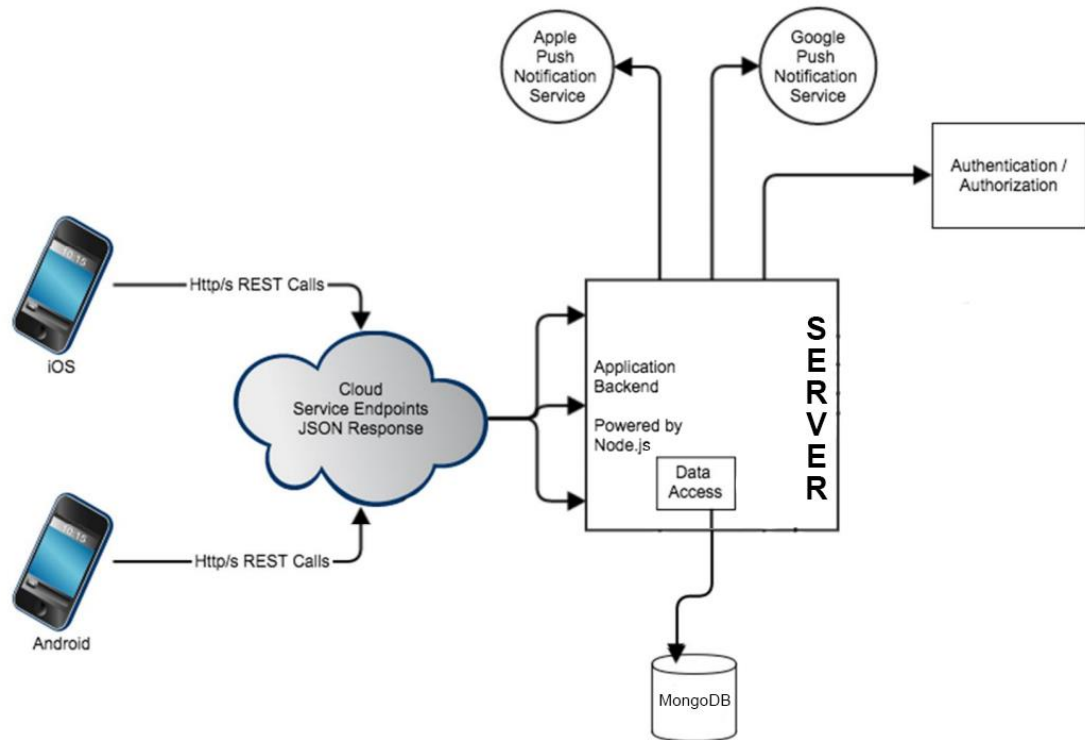 Apple
Push
Notification
Service
Google
Push
Notification
Service
Authentication /
Authorization
10:15
Http/s REST Calls
iOS
Cloud
Service Endpoints
JSON Response
Application
Backend
Powered by
Node.js
Data
Access
SERVER
10:15
Http/s REST Calls
Android
MongoDB